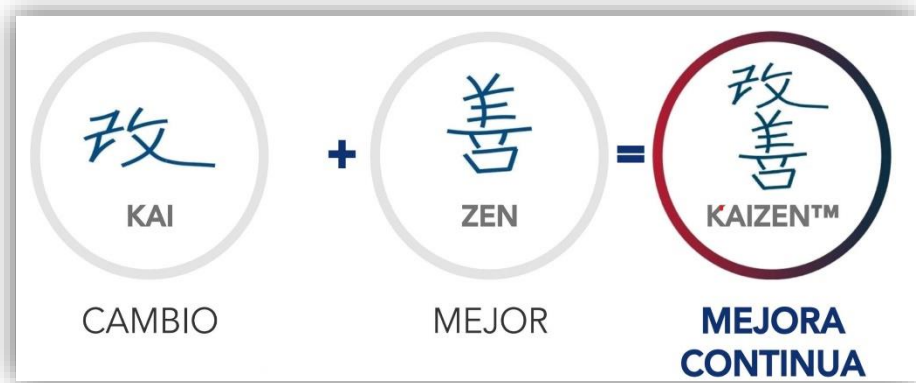 改
KAI
CAMBIO
+
善
ZEN
MEJOR
=
改
善
KAIZEN™
MEJORA
CONTINUA